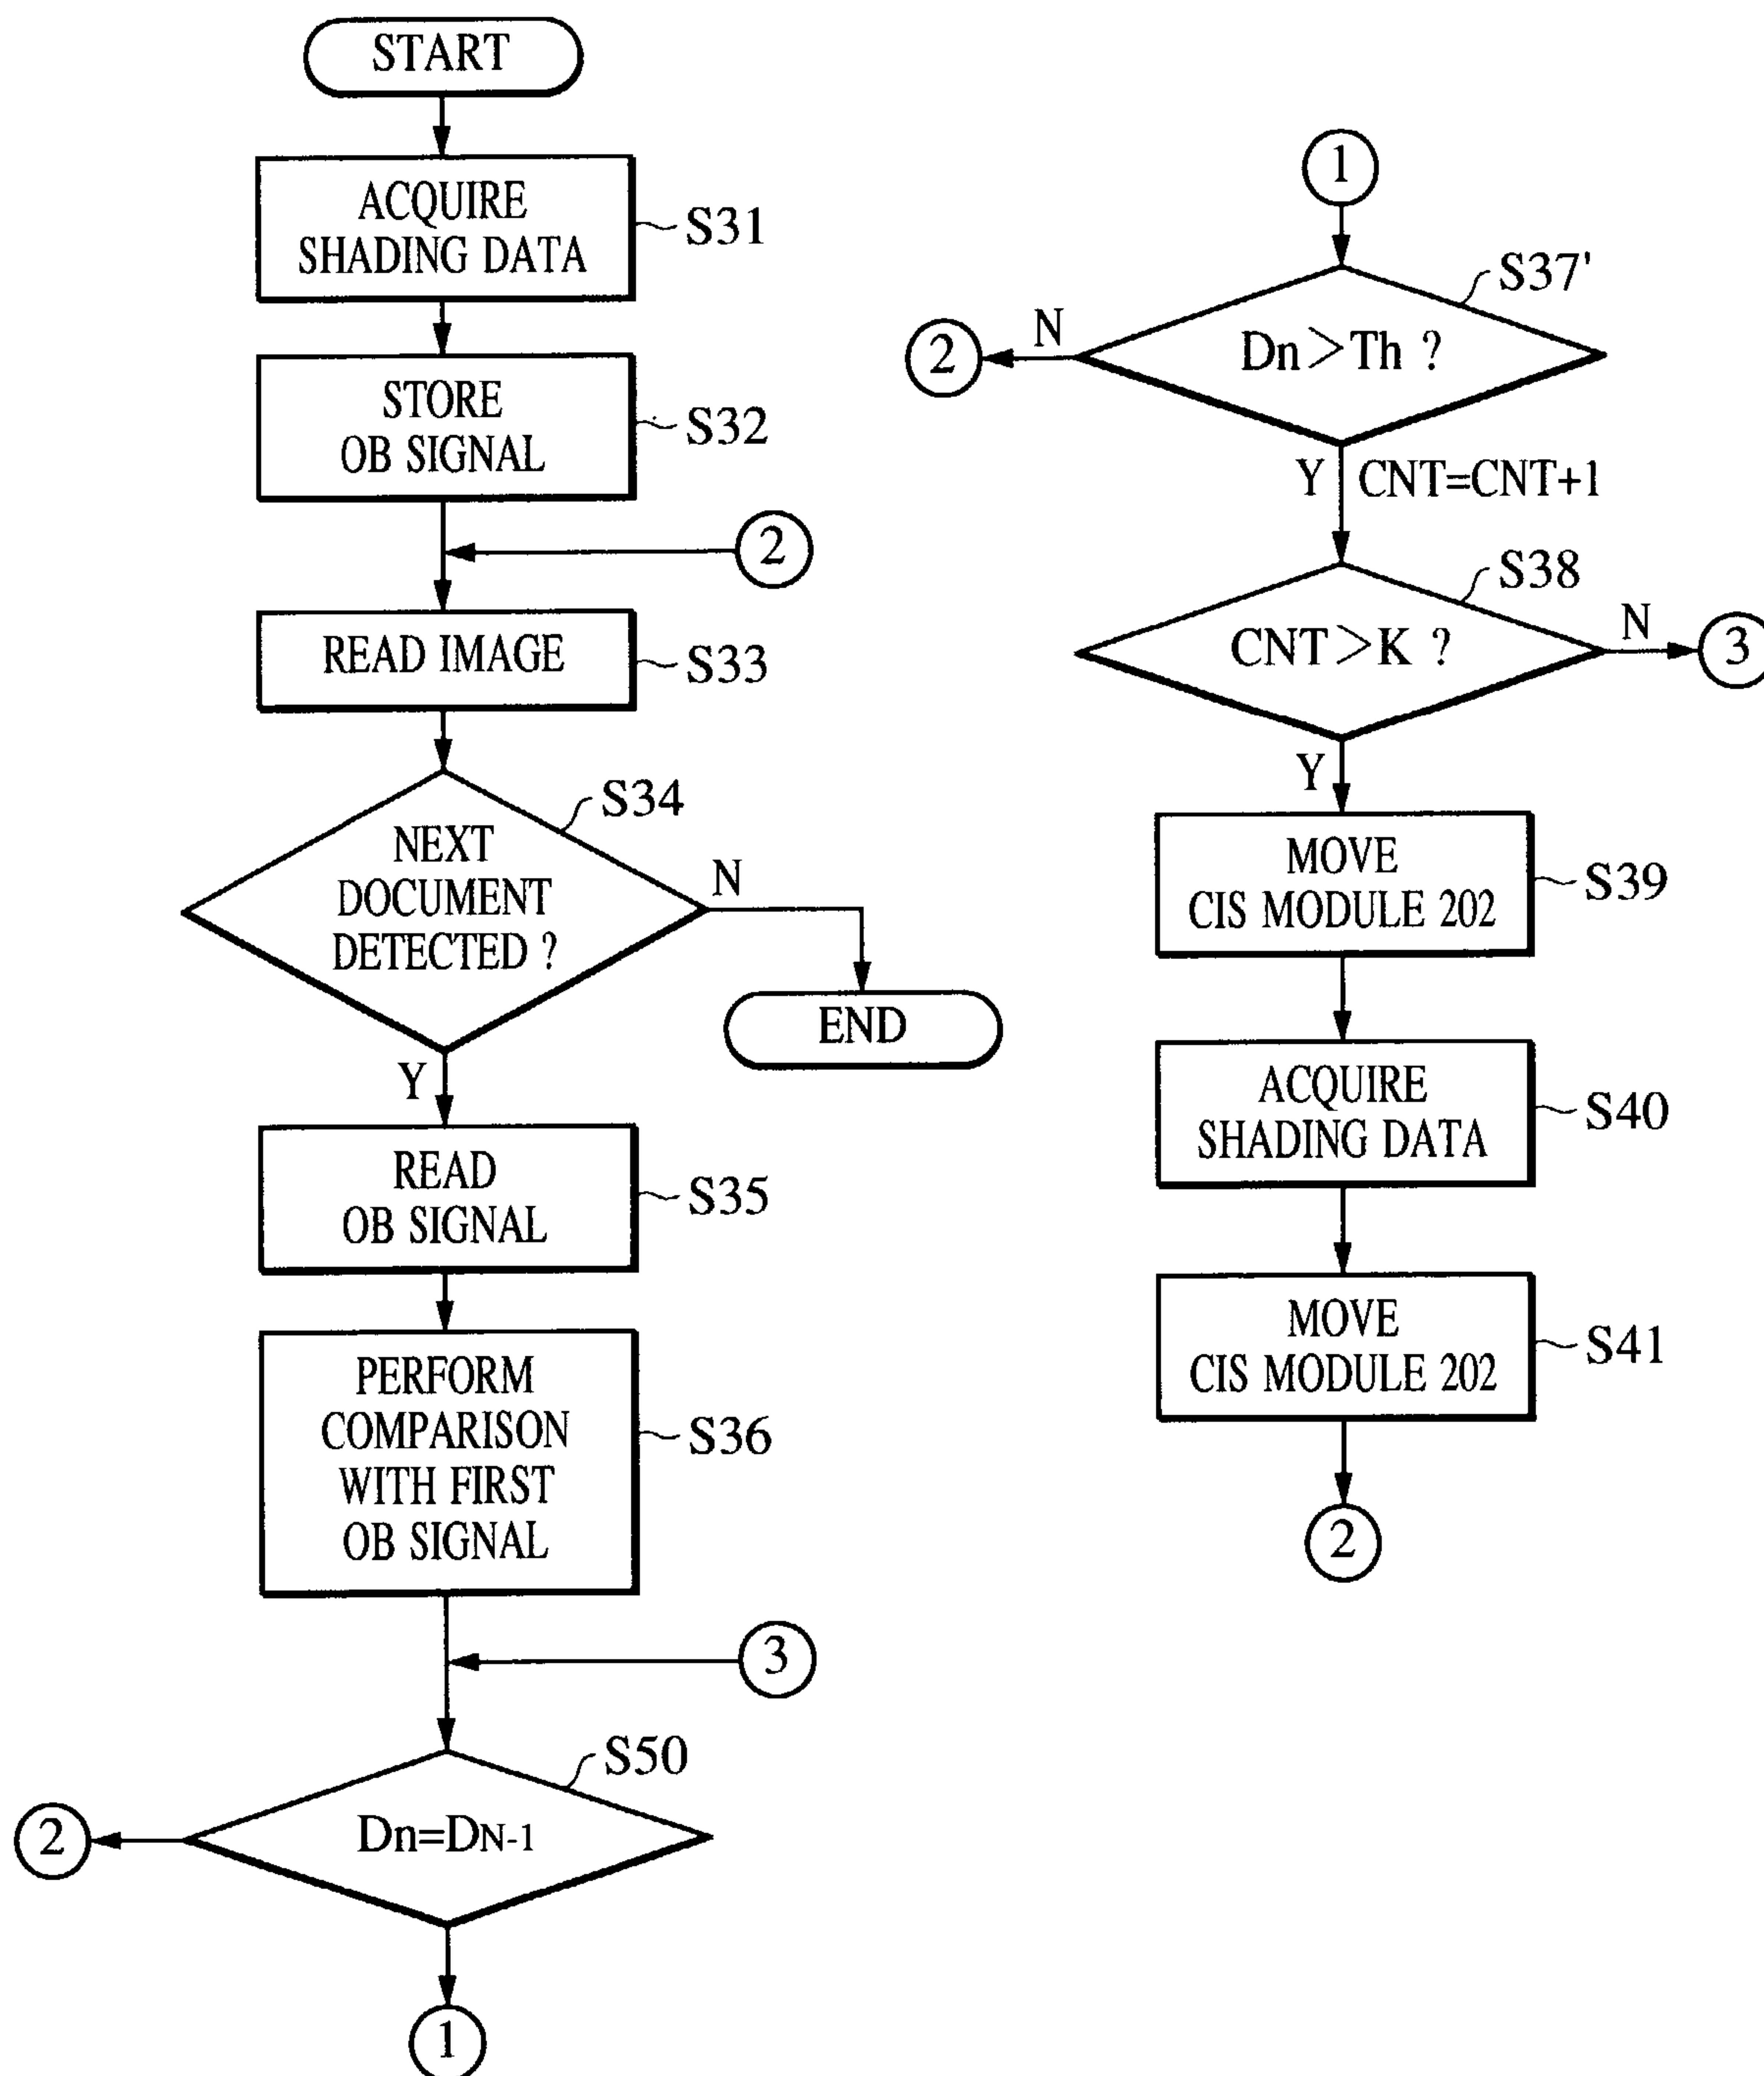 START
ACQUIRE
SHADING DATA
S31
STORE
OB SIGNAL
S32
2
READ IMAGE
S33
S34
NEXT
DOCUMENT
DETECTED ?
N
END
Y
READ
OB SIGNAL
S35
PERFORM
COMPARISON
WITH FIRST
OB SIGNAL
S36
3
S50
Dn=DN-1
2
1
1
S37'
Dn>Th ?
N
2
Y
CNT=CNT+1
S38
CNT>K ?
N
3
Y
MOVE
CIS MODULE 202
S39
ACQUIRE
SHADING DATA
S40
MOVE
CIS MODULE 202
S41
2